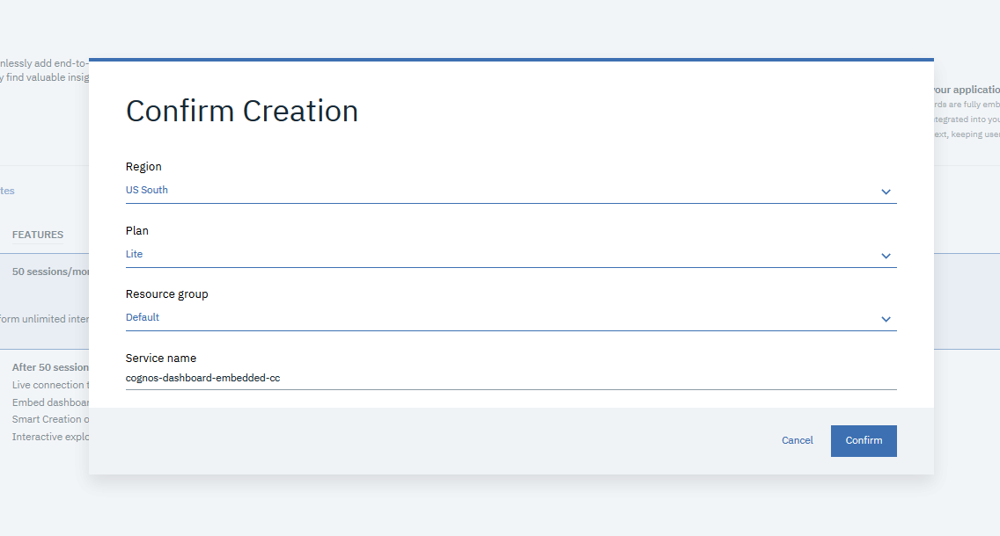 nlessly add end-to-
y find valuable insig
Confirm Creation
your applicatio
rds are fully emb
tegrated into you
ext, keeping user
Region
US South
tes
Plan
FEATURES
Lite
50 sessions/mon
Resource group
form unlimited inter
Default
Service name
After 50 session
cognos-dashboard-embedded-cc
Live connection t
Embed dashboar
Smart Creation o
Interactive explo
Cancel
Confirm